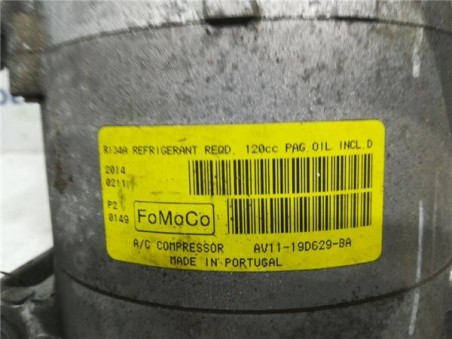 R134A REFRIGERANT REQD. 120cc PAG OIL INCL.D
2014
0211
P2
0149
FoMoCo
A/C COMPRESSOR AV11-19D629-BA
MADE IN PORTUGAL